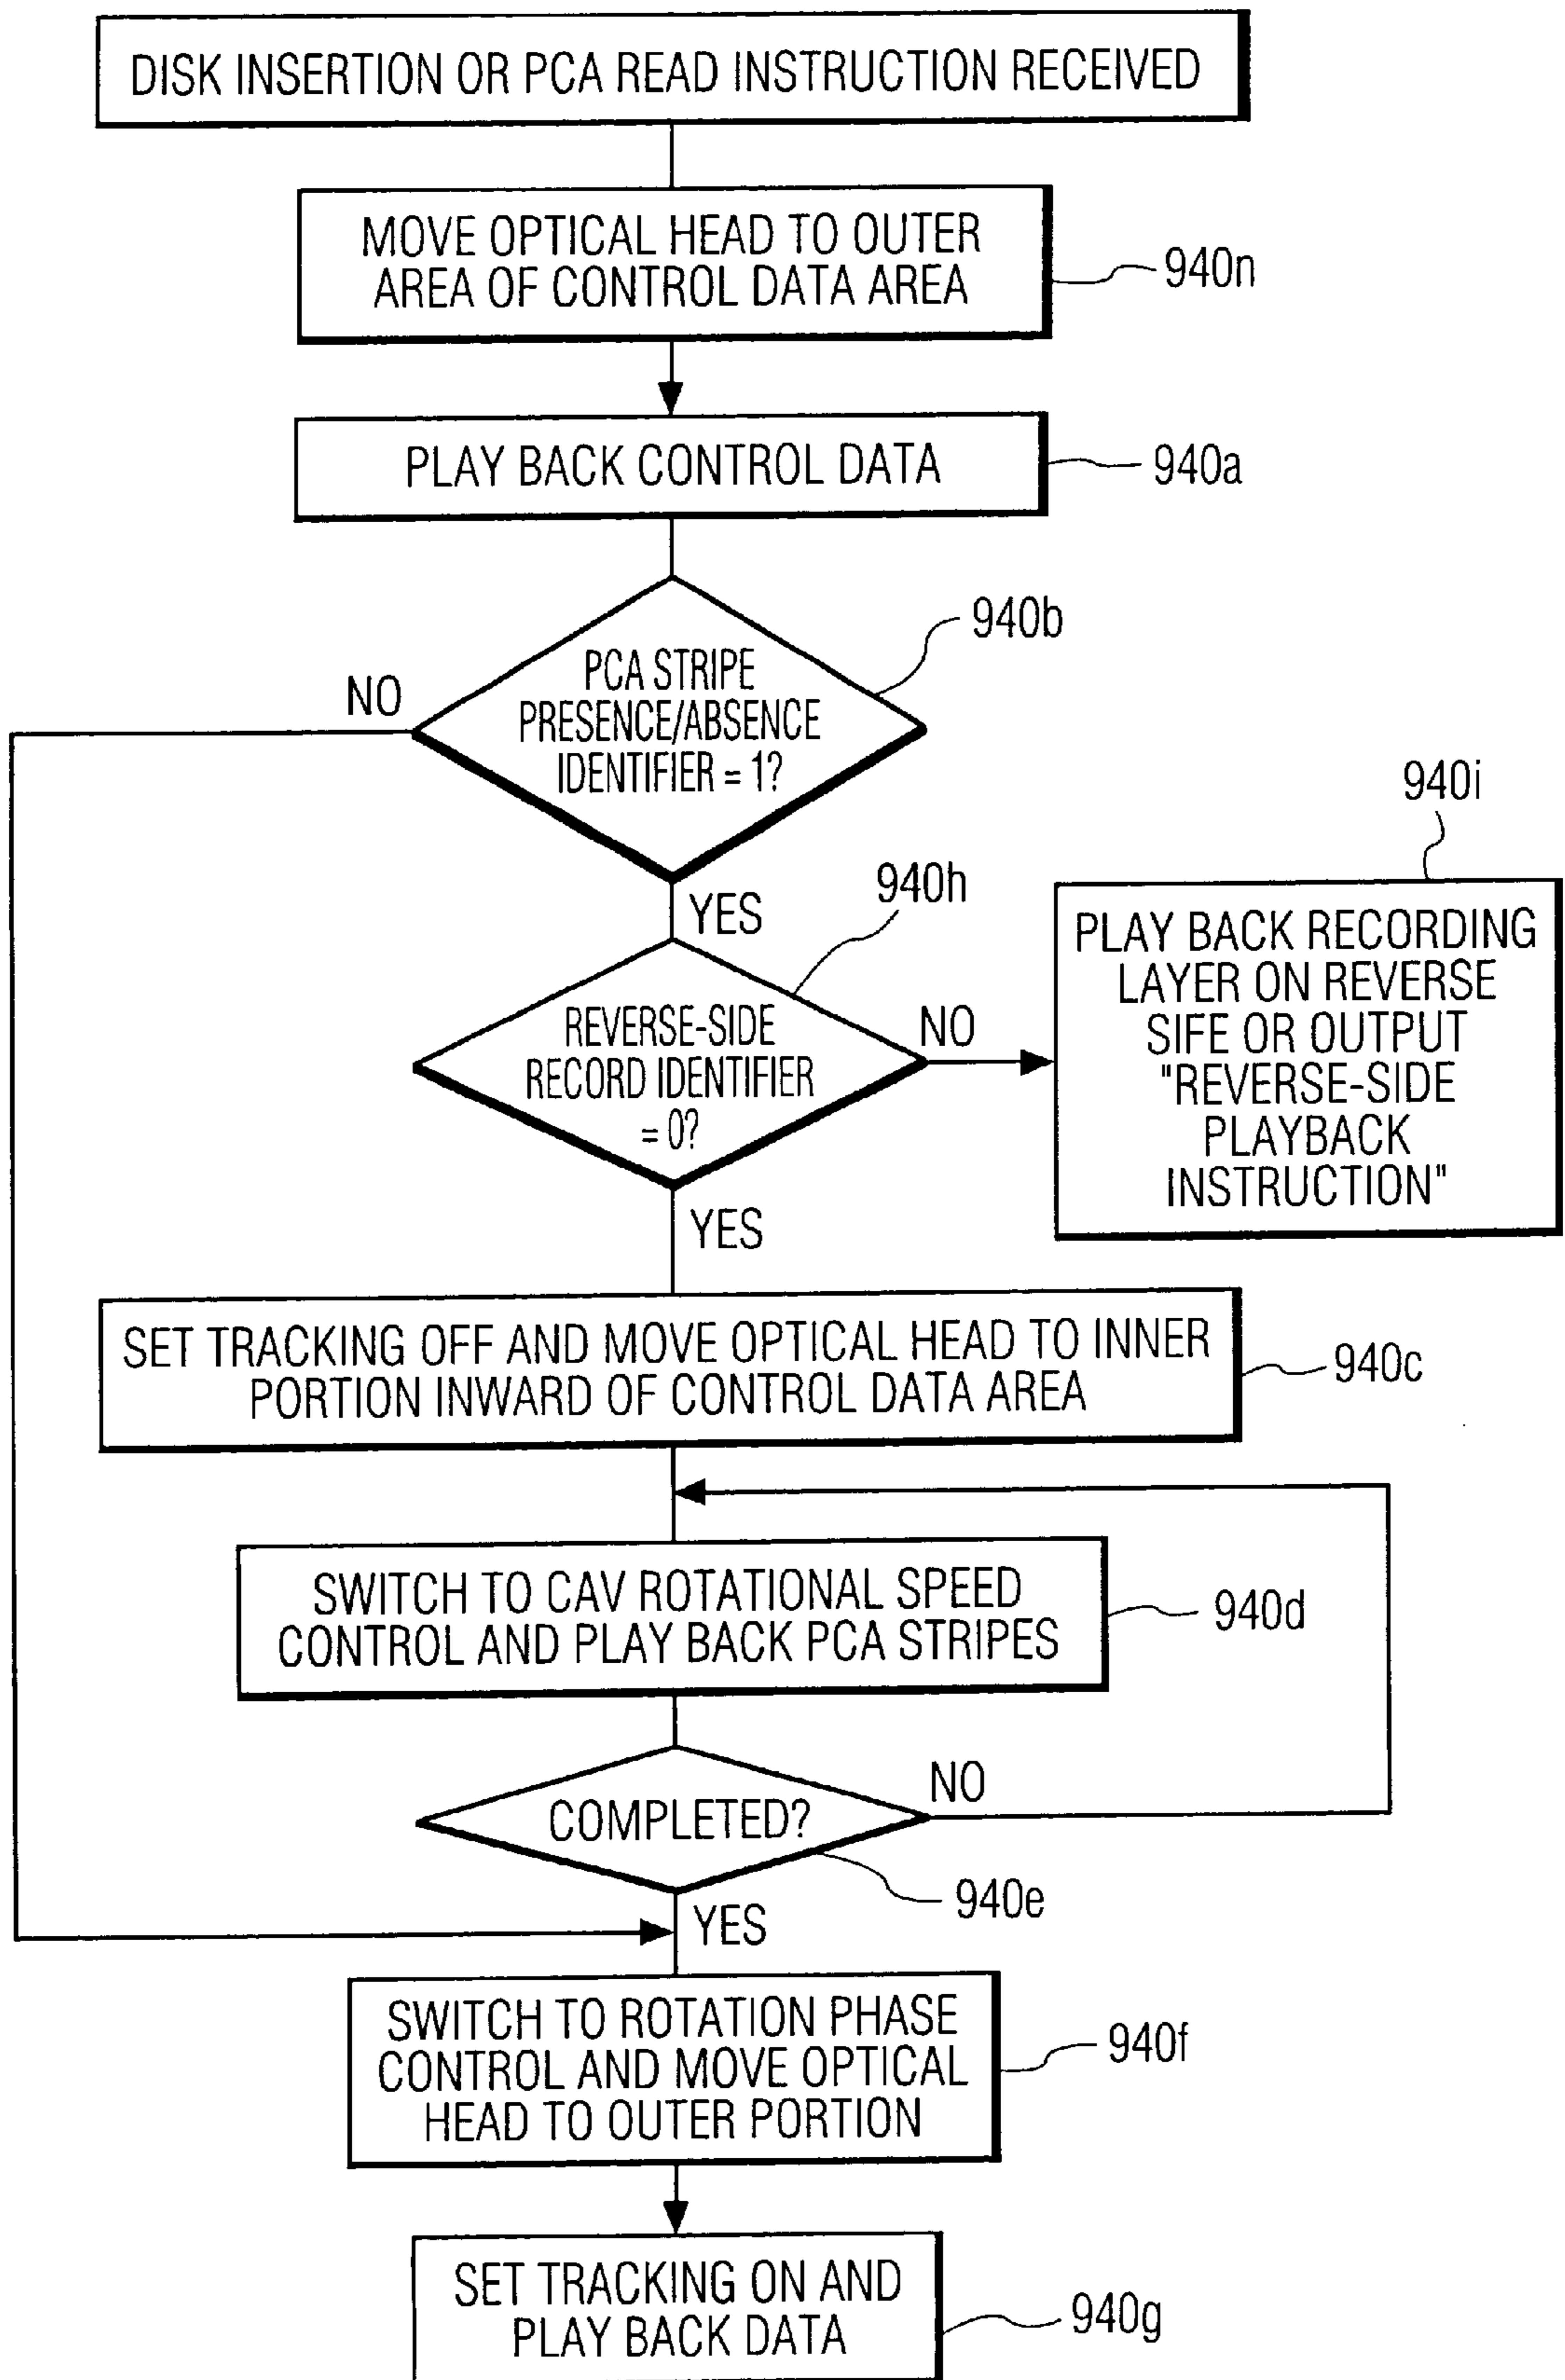 DISK INSERTION OR PCA READ INSTRUCTION RECEIVED
MOVE OPTICAL HEAD TO OUTER
AREA OF CONTROL DATA AREA
940n
PLAY BACK CONTROL DATA
940a
940b
PCA STRIPE
PRESENCE/ABSENCE
IDENTIFIER = 1?
NO
YES
940h
REVERSE-SIDE
RECORD IDENTIFIER
= 0?
NO
YES
940i
PLAY BACK RECORDING
LAYER ON REVERSE
SIFE OR OUTPUT
"REVERSE-SIDE
PLAYBACK
INSTRUCTION"
SET TRACKING OFF AND MOVE OPTICAL HEAD TO INNER
PORTION INWARD OF CONTROL DATA AREA
940c
SWITCH TO CAV ROTATIONAL SPEED
CONTROL AND PLAY BACK PCA STRIPES
940d
COMPLETED?
NO
940e
YES
SWITCH TO ROTATION PHASE
CONTROL AND MOVE OPTICAL
HEAD TO OUTER PORTION
940f
SET TRACKING ON AND
PLAY BACK DATA
940g